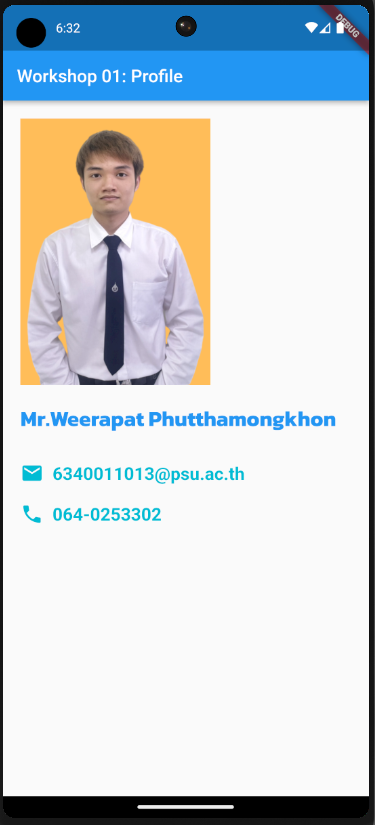 6:32
DEBUG
Workshop 01: Profile
Mr.Weerapat Phutthamongkhon
6340011013@psu.ac.th
064-0253302